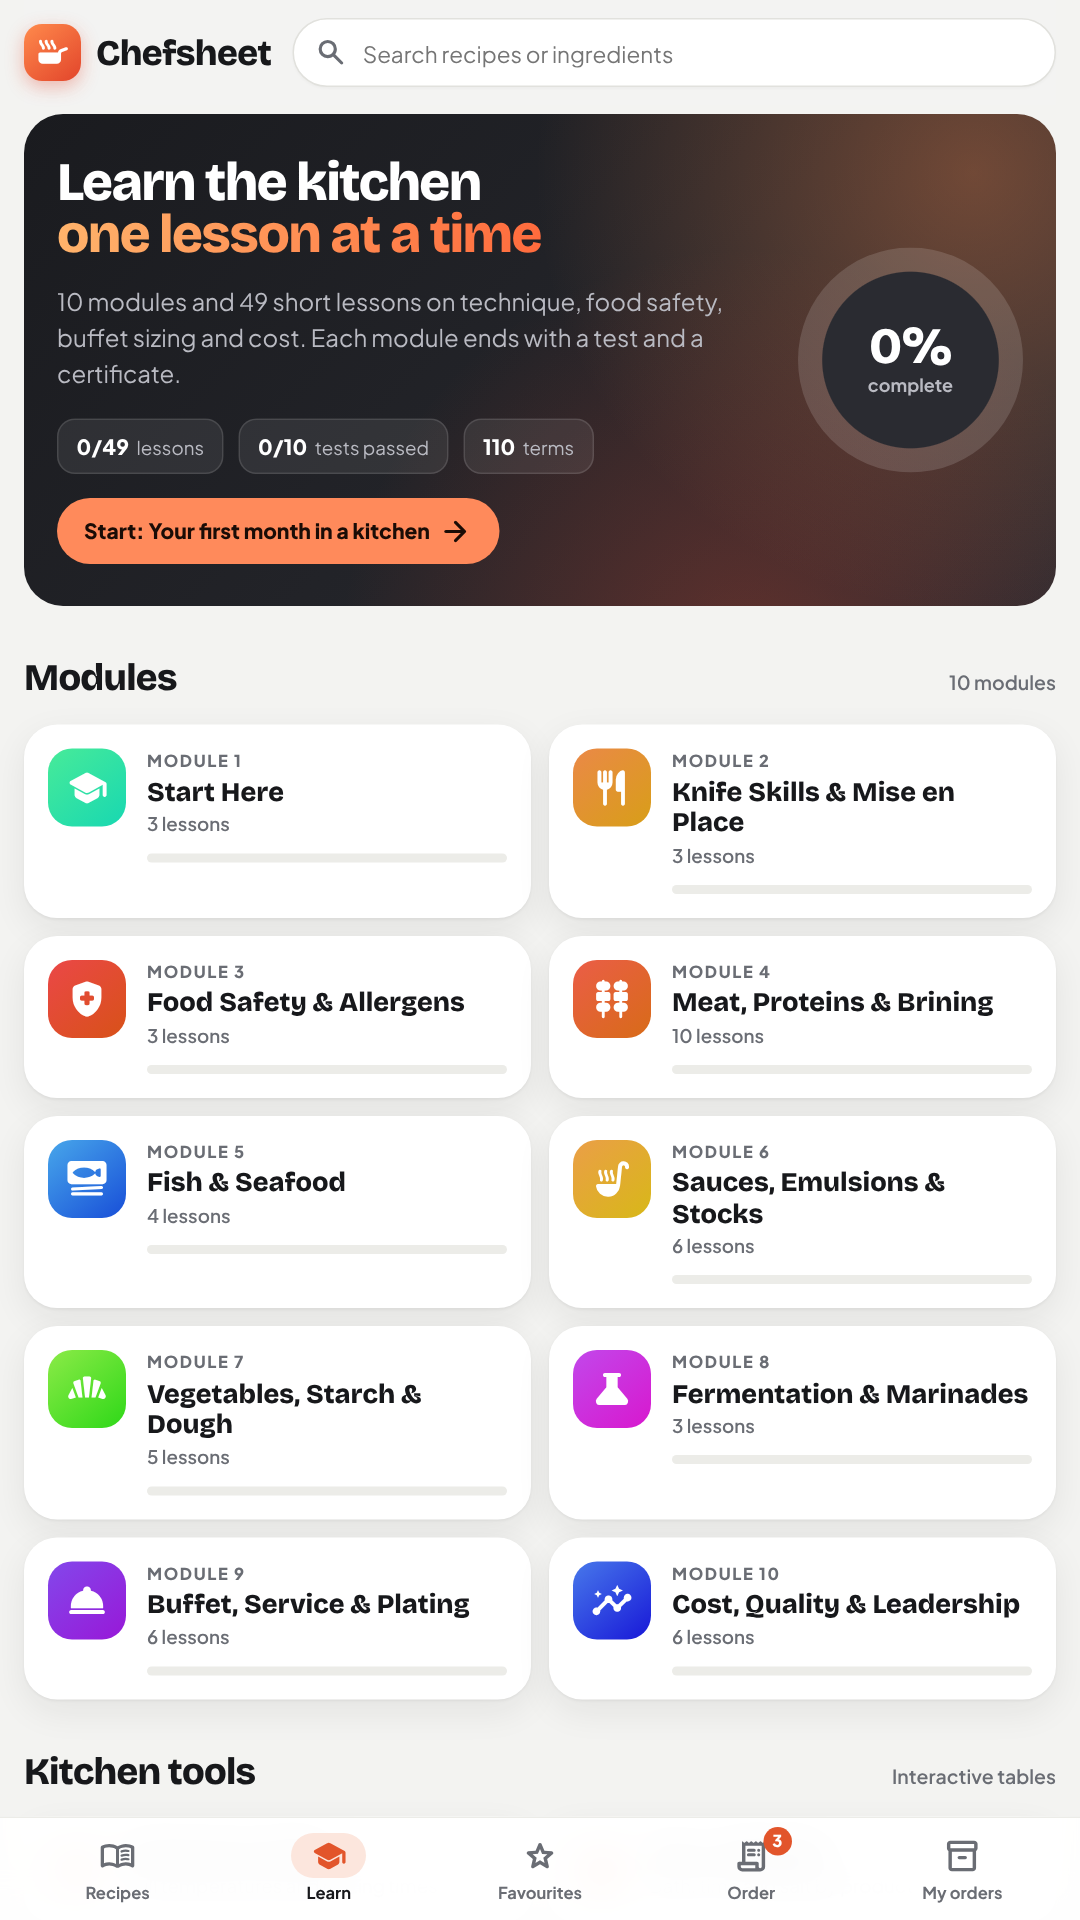 Chefsheet
Search recipes or ingredients
Learn the kitchen
one lesson at a time
10 modules and 49 short lessons on technique, food safety,
buffet sizing and cost. Each module ends with a test and a
certificate.
0%
complete
0/49 lessons
0/10 tests passed
110 terms
Start: Your first month in a kitchen
Modules
10 modules
MODULE 1
Start Here
3 lessons
MODULE 2
Knife Skills & Mise en
Place
3 lessons
MODULE 3
Food Safety & Allergens
3 lessons
MODULE 4
Meat, Proteins & Brining
10 lessons
MODULE 5
Fish & Seafood
4 lessons
MODULE 6
Sauces, Emulsions &
Stocks
6 lessons
MODULE 7
Vegetables, Starch &
Dough
5 lessons
MODULE 8
Fermentation & Marinades
3 lessons
MODULE 9
Buffet, Service & Plating
6 lessons
MODULE 10
Cost, Quality & Leadership
6 lessons
Kitchen tools
Interactive tables
Recipes
Learn
Favourites
3
Order
My orders